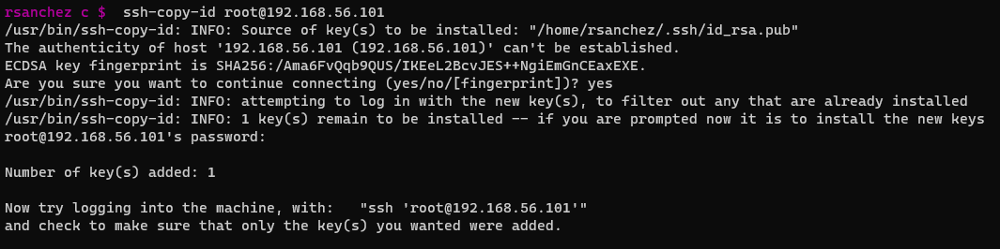 rsanchez c $  ssh-copy-id root@192.168.56.101
/usr/bin/ssh-copy-id: INFO: Source of key(s) to be installed: "/home/rsanchez/.ssh/id_rsa.pub"
The authenticity of host '192.168.56.101 (192.168.56.101)' can't be established.
ECDSA key fingerprint is SHA256:/Ama6FvQqb9QUS/IKEeL2BcvJES++NgiEmGnCEaxEXE.
Are you sure you want to continue connecting (yes/no/[fingerprint])? yes
/usr/bin/ssh-copy-id: INFO: attempting to log in with the new key(s), to filter out any that are already installed
/usr/bin/ssh-copy-id: INFO: 1 key(s) remain to be installed -- if you are prompted now it is to install the new keys
root@192.168.56.101's password:
Number of key(s) added: 1
Now try logging into the machine, with:   "ssh 'root@192.168.56.101'"
and check to make sure that only the key(s) you wanted were added.